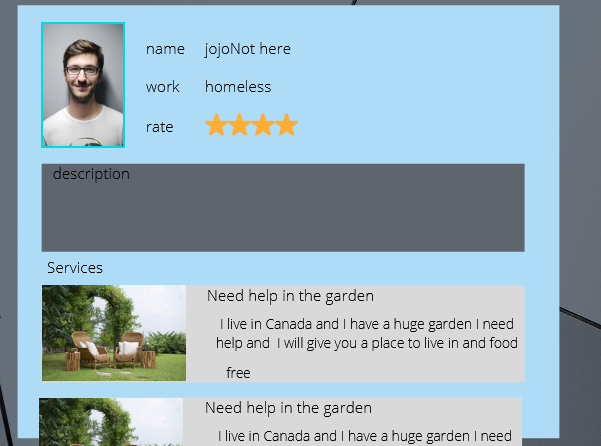 name jojoNot here
work homeless
rate
description
Services
Need help in the garden
I live in Canada and I have a huge garden I need
help and I will give you a place to live in and food
free
Need help in the garden
I live in Canada and I have a huge garden I need